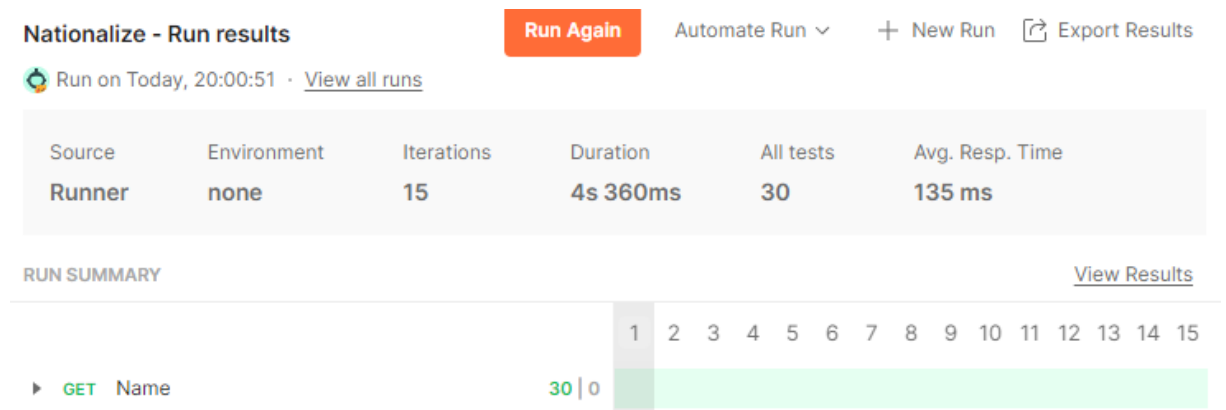 Nationalize - Run results
Run Again
Automate Run
New Run
Export Results
Run on Today, 20:00:51 · View all runs
Source Environment Iterations Duration All tests Avg. Resp. Time
Runner none 15 4s 360ms 30 135 ms
RUN SUMMARY View Results
1 2 3 4 5 6 7 8 9 10 11 12 13 14 15
GET Name 30 | 0